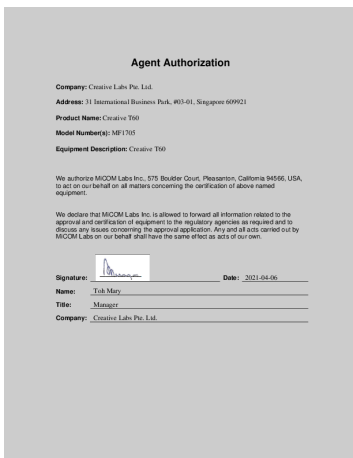 Agent Authorization
Company: Creative Labs Pte. Ltd.
Address: 31 International Business Park, #03-01, Singapore 609921
Product Name: Creative T60
Model Number(s): MF1705
Equipment Description: Creative T60
We authorize MiCOM Labs Inc., 575 Boulder Court, Pleasanton, California 94566, USA,
to act on our behalf on all matters concerning the certification of above named
equipment.
We declare that MiCOM Labs Inc. is allowed to forward all information related to the
approval and certification of equipment to the regulatory agencies as required and to
discuss any issues concerning the approval application. Any and all acts carried out by
MiCOM Labs on our behalf shall have the same effect as acts of our own.
Signature: Date: 2021-04-06
Name: Toh Mary
Title: Manager
Company: Creative Labs Pte. Ltd.